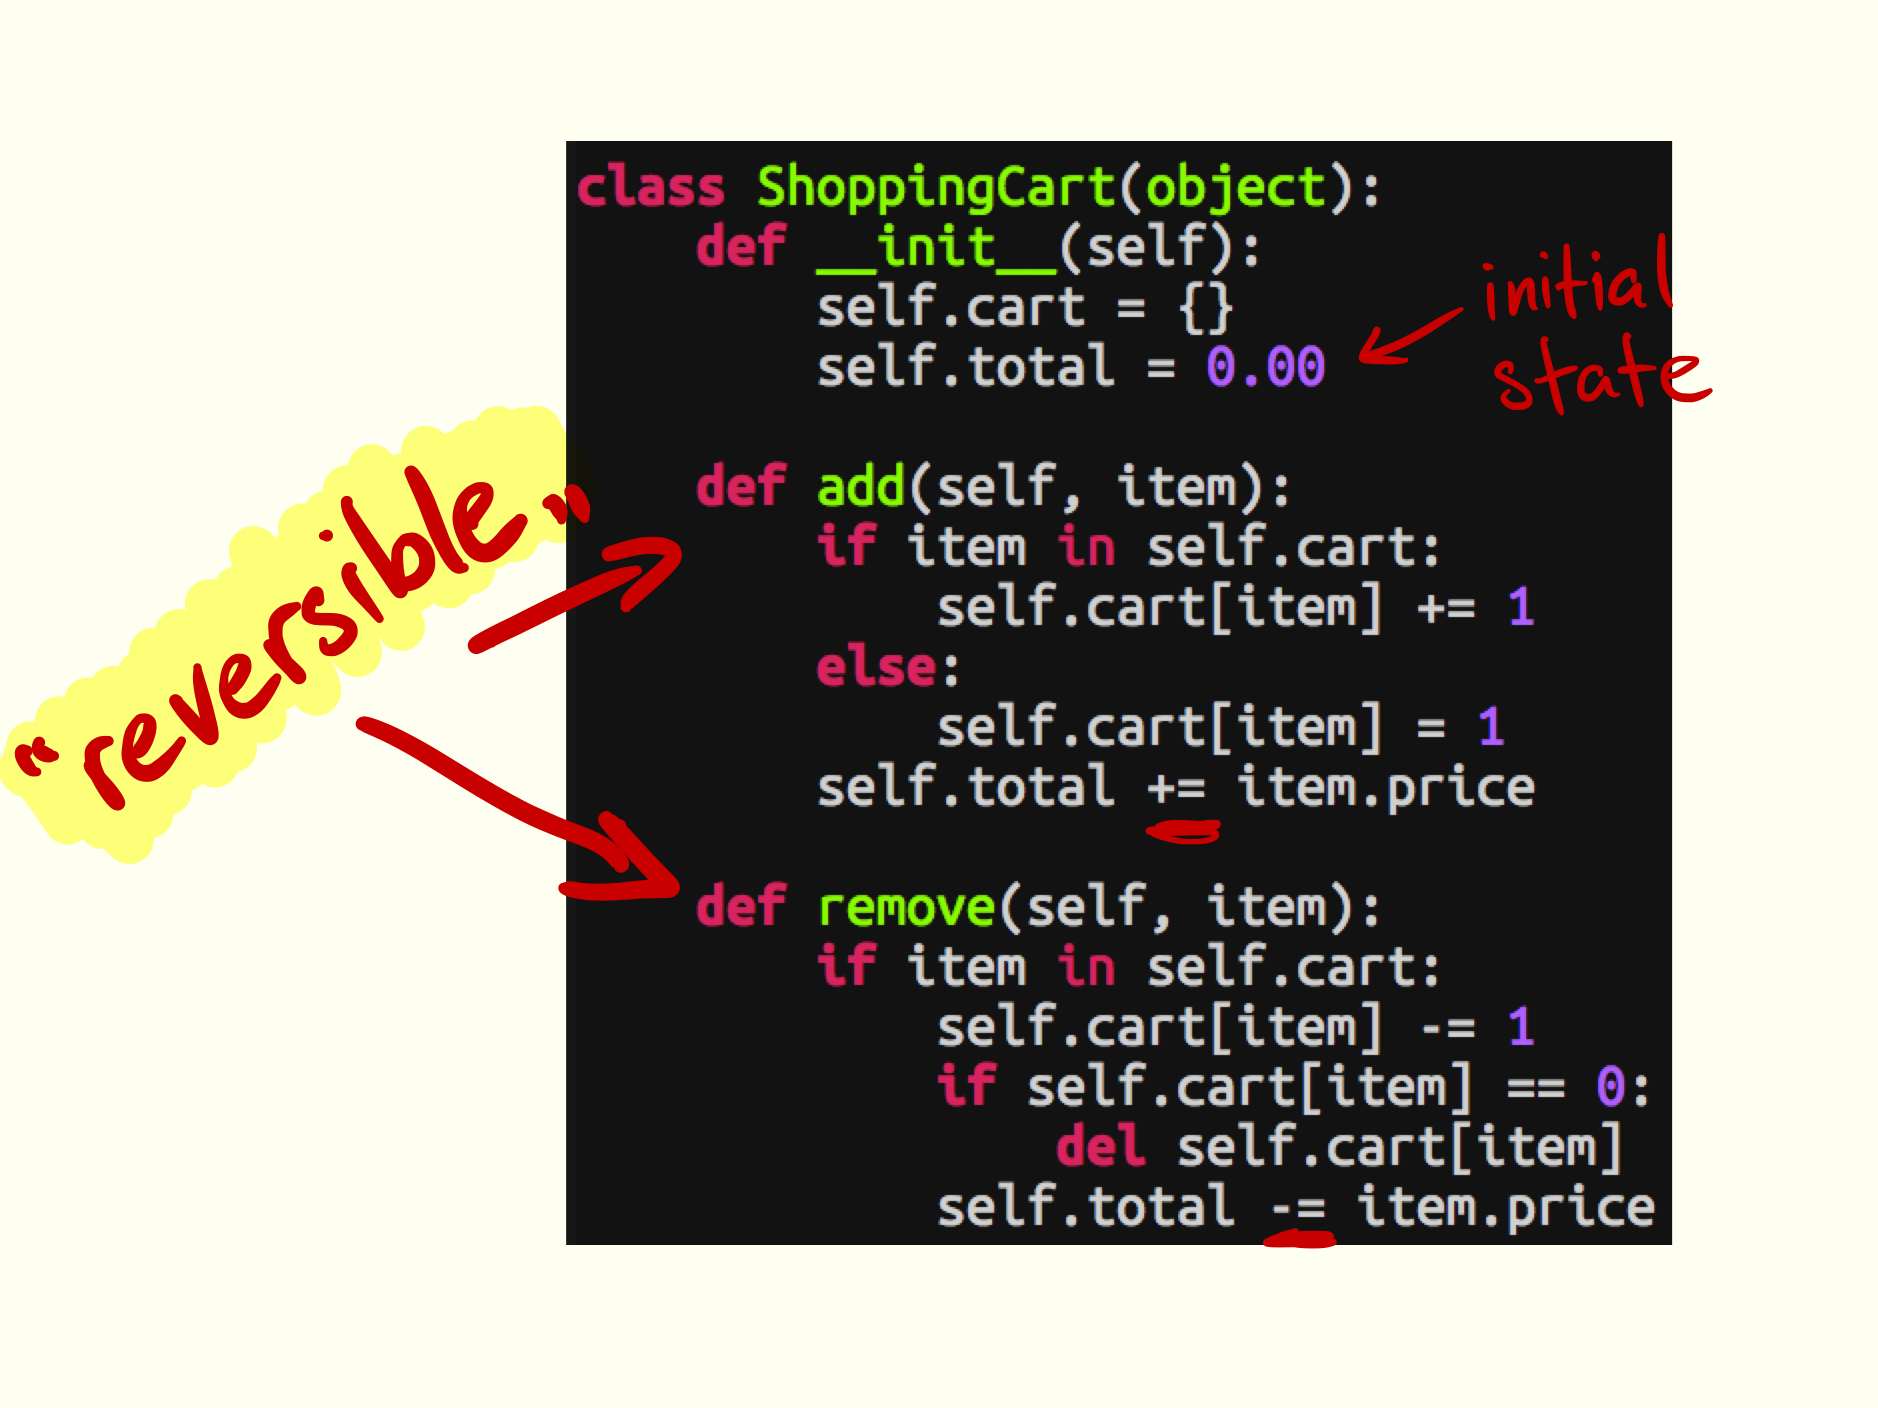 class ShoppingCart(object):
    def __init__(self):
        self.cart = {}
        self.total = 0.00
initial
state
"reversible"
    def add(self, item):
        if item in self.cart:
            self.cart[item] += 1
        else:
            self.cart[item] = 1
        self.total += item.price
    def remove(self, item):
        if item in self.cart:
            self.cart[item] -= 1
            if self.cart[item] == 0:
                del self.cart[item]
            self.total -= item.price